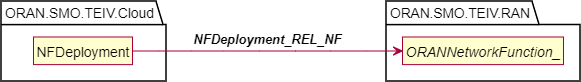 ORAN.SMO.TEIV.Cloud
ORAN.SMO.TEIV.RAN
NFDeployment_REL_NF
NFDeployment
ORANNetworkFunction_